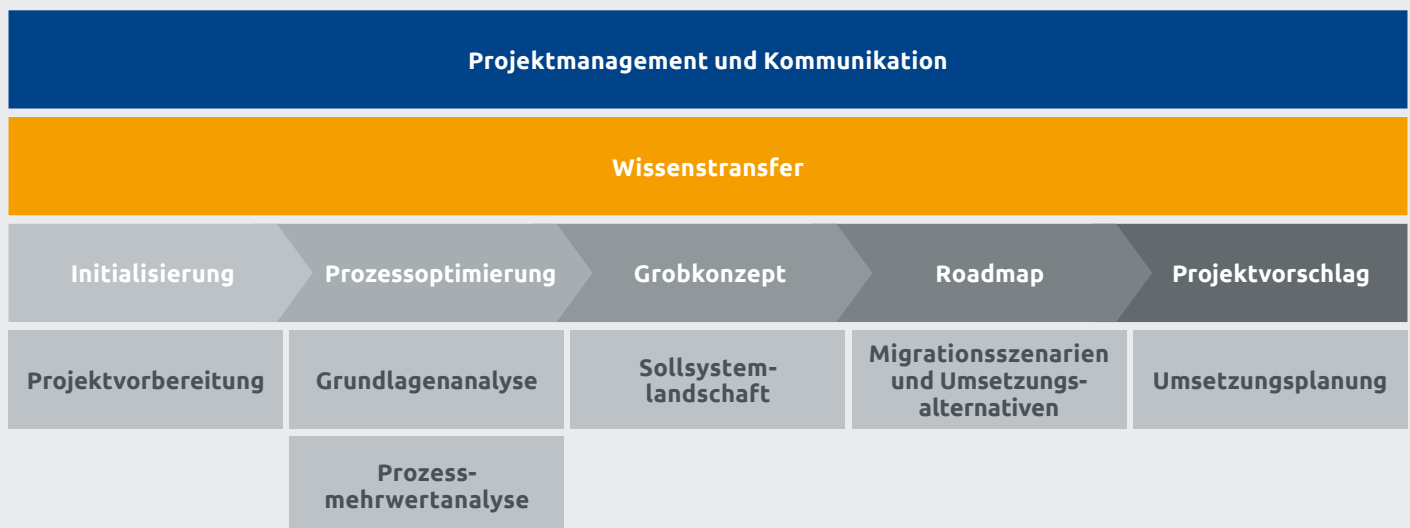 Projektmanagement und Kommunikation
Wissenstransfer
Initialisierung
Prozessoptimierung
Grobkonzept
Roadmap
Projektvorschlag
Projektvorbereitung
Grundlagenanalyse
Sollsystem-
landschaft
Migrationsszenarien
und Umsetzungs-
alternativen
Umsetzungsplanung
Prozess-
mehrwertanalyse